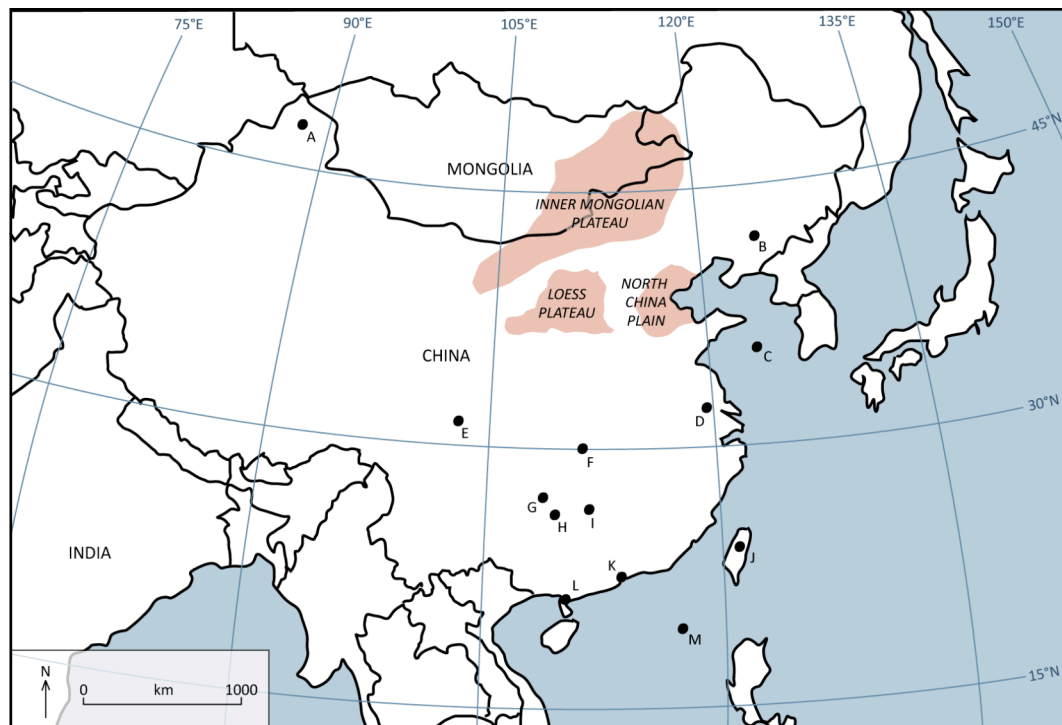 75°E
90°E
105°E
120°E
135°E
150°E
45°N
A
MONGOLIA
INNER MONGOLIAN
PLATEAU
B
LOESS
PLATEAU
NORTH
CHINA
PLAIN
C
CHINA
30°N
D
E
F
G
H
I
INDIA
J
K
L
M
15°N
N
0
km
1000